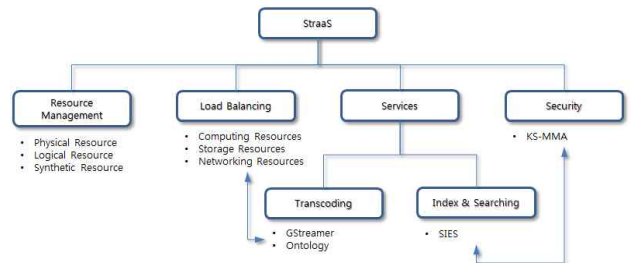 StraaS
Resource
Management
Load Balancing
Services
Security
• Physical Resource
• Logical Resource
• Synthetic Resource
• Computing Resources
• Storage Resources
• Networking Resources
• KS-MMA
Transcoding
Index & Searching
• GStreamer
• Ontology
• SIES